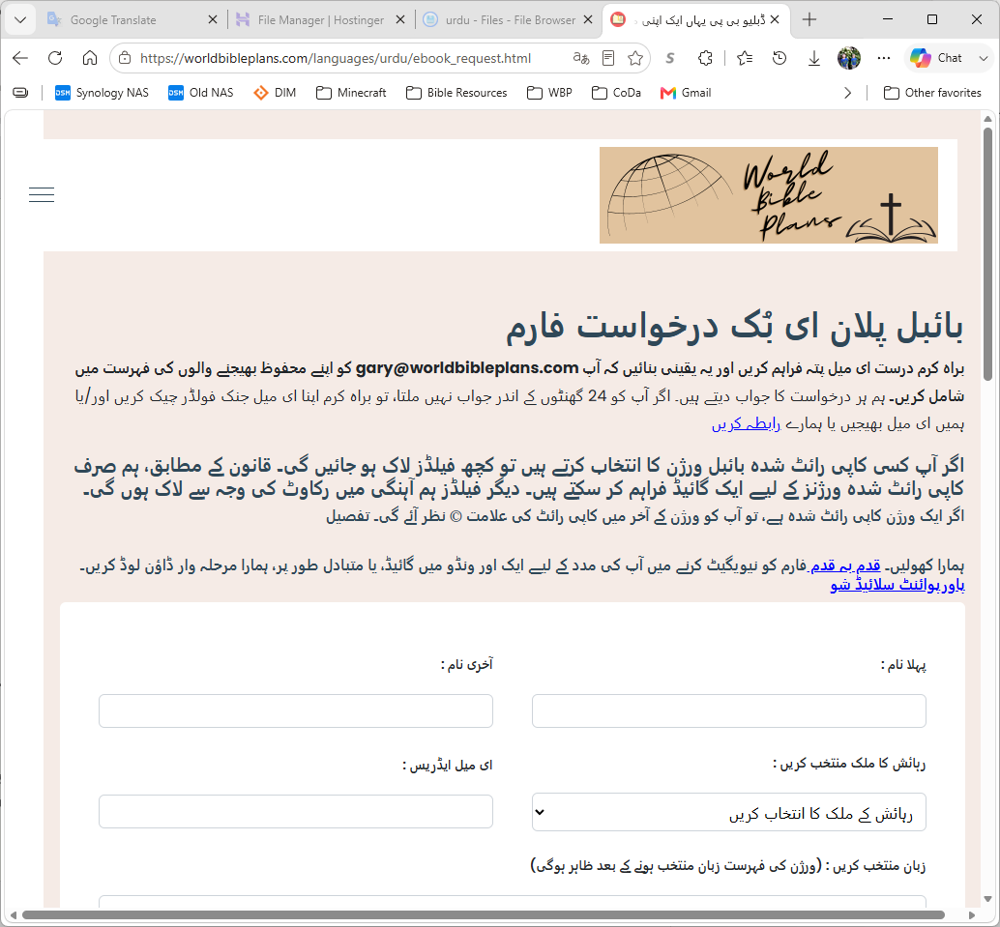 Google Translate
File Manager | Hostinger
urdu - Files - File Browser
ڈبلیو بی پی یہاں ایک اپنی
https://worldbibleplans.com/languages/urdu/ebook_request.html
Chat
Synology NAS
Old NAS
DIM
Minecraft
Bible Resources
WBP
CoDa
Gmail
Other favorites
World
Bible
Plans
بائبل پلان ای بُک درخواست فارم
براہ کرم درست ای میل پتہ فراہم کریں اور یہ یقینی بنائیں کہ آپ gary@worldbibleplans.com کو اپنے محفوظ بھیجنے والوں کی فہرست میں
شامل کریں۔ ہم ہر درخواست کا جواب دیتے ہیں۔ اگر آپ کو 24 گھنٹوں کے اندر جواب نہیں ملتا، تو براہ کرم اپنا ای میل جنک فولڈر چیک کریں اور/یا
ہمیں ای میل بھیجیں یا ہمارے رابطہ کریں
اگر آپ کسی کاپی رائٹ شدہ بائبل ورژن کا انتخاب کرتے ہیں تو کچھ فیلڈز لاک ہو جائیں گی۔ قانون کے مطابق، ہم صرف
کاپی رائٹ شدہ ورژنز کے لیے ایک گائیڈ فراہم کر سکتے ہیں۔ دیگر فیلڈز ہم آہنگی میں رکاوٹ کی وجہ سے لاک ہوں گی۔
اگر ایک ورژن کاپی رائٹ شدہ ہے، تو آپ کو ورژن کے آخر میں کاپی رائٹ کی علامت © نظر آئے گی۔ تفصیل
ہمارا کھولیں۔ قدم بہ قدم فارم کو نیویگیٹ کرنے میں آپ کی مدد کے لیے ایک اور ونڈو میں گائیڈ، یا متبادل طور پر، ہمارا مرحلہ وار ڈاؤن لوڈ کریں۔
پاورپوائنٹ سلائیڈ شو
پہلا نام :
آخری نام :
رہائش کا ملک منتخب کریں :
ای میل ایڈریس :
رہائش کے ملک کا انتخاب کریں
زبان منتخب کریں : (ورژن کی فہرست زبان منتخب ہونے کے بعد ظاہر ہوگی)